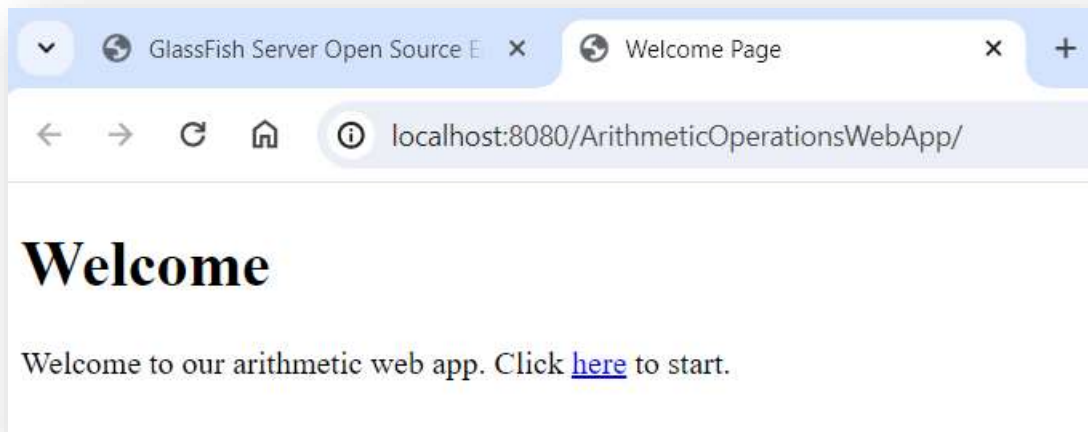 GlassFish Server Open Source E
Welcome Page
localhost:8080/ArithmeticOperationsWebApp/
Welcome
Welcome to our arithmetic web app. Click here to start.